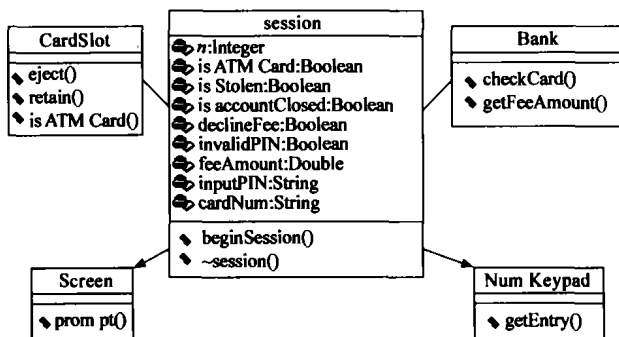 CardSlot
eject()
retain()
is ATM Card()
session
n:Integer
is ATM Card:Boolean
is Stolen:Boolean
is accountClosed:Boolean
declineFee:Boolean
invalidPIN:Boolean
feeAmount:Double
inputPIN:String
cardNum:String
beginSession()
~session()
Bank
checkCard()
getFeeAmount()
Screen
prom pt()
Num Keypad
getEntry()